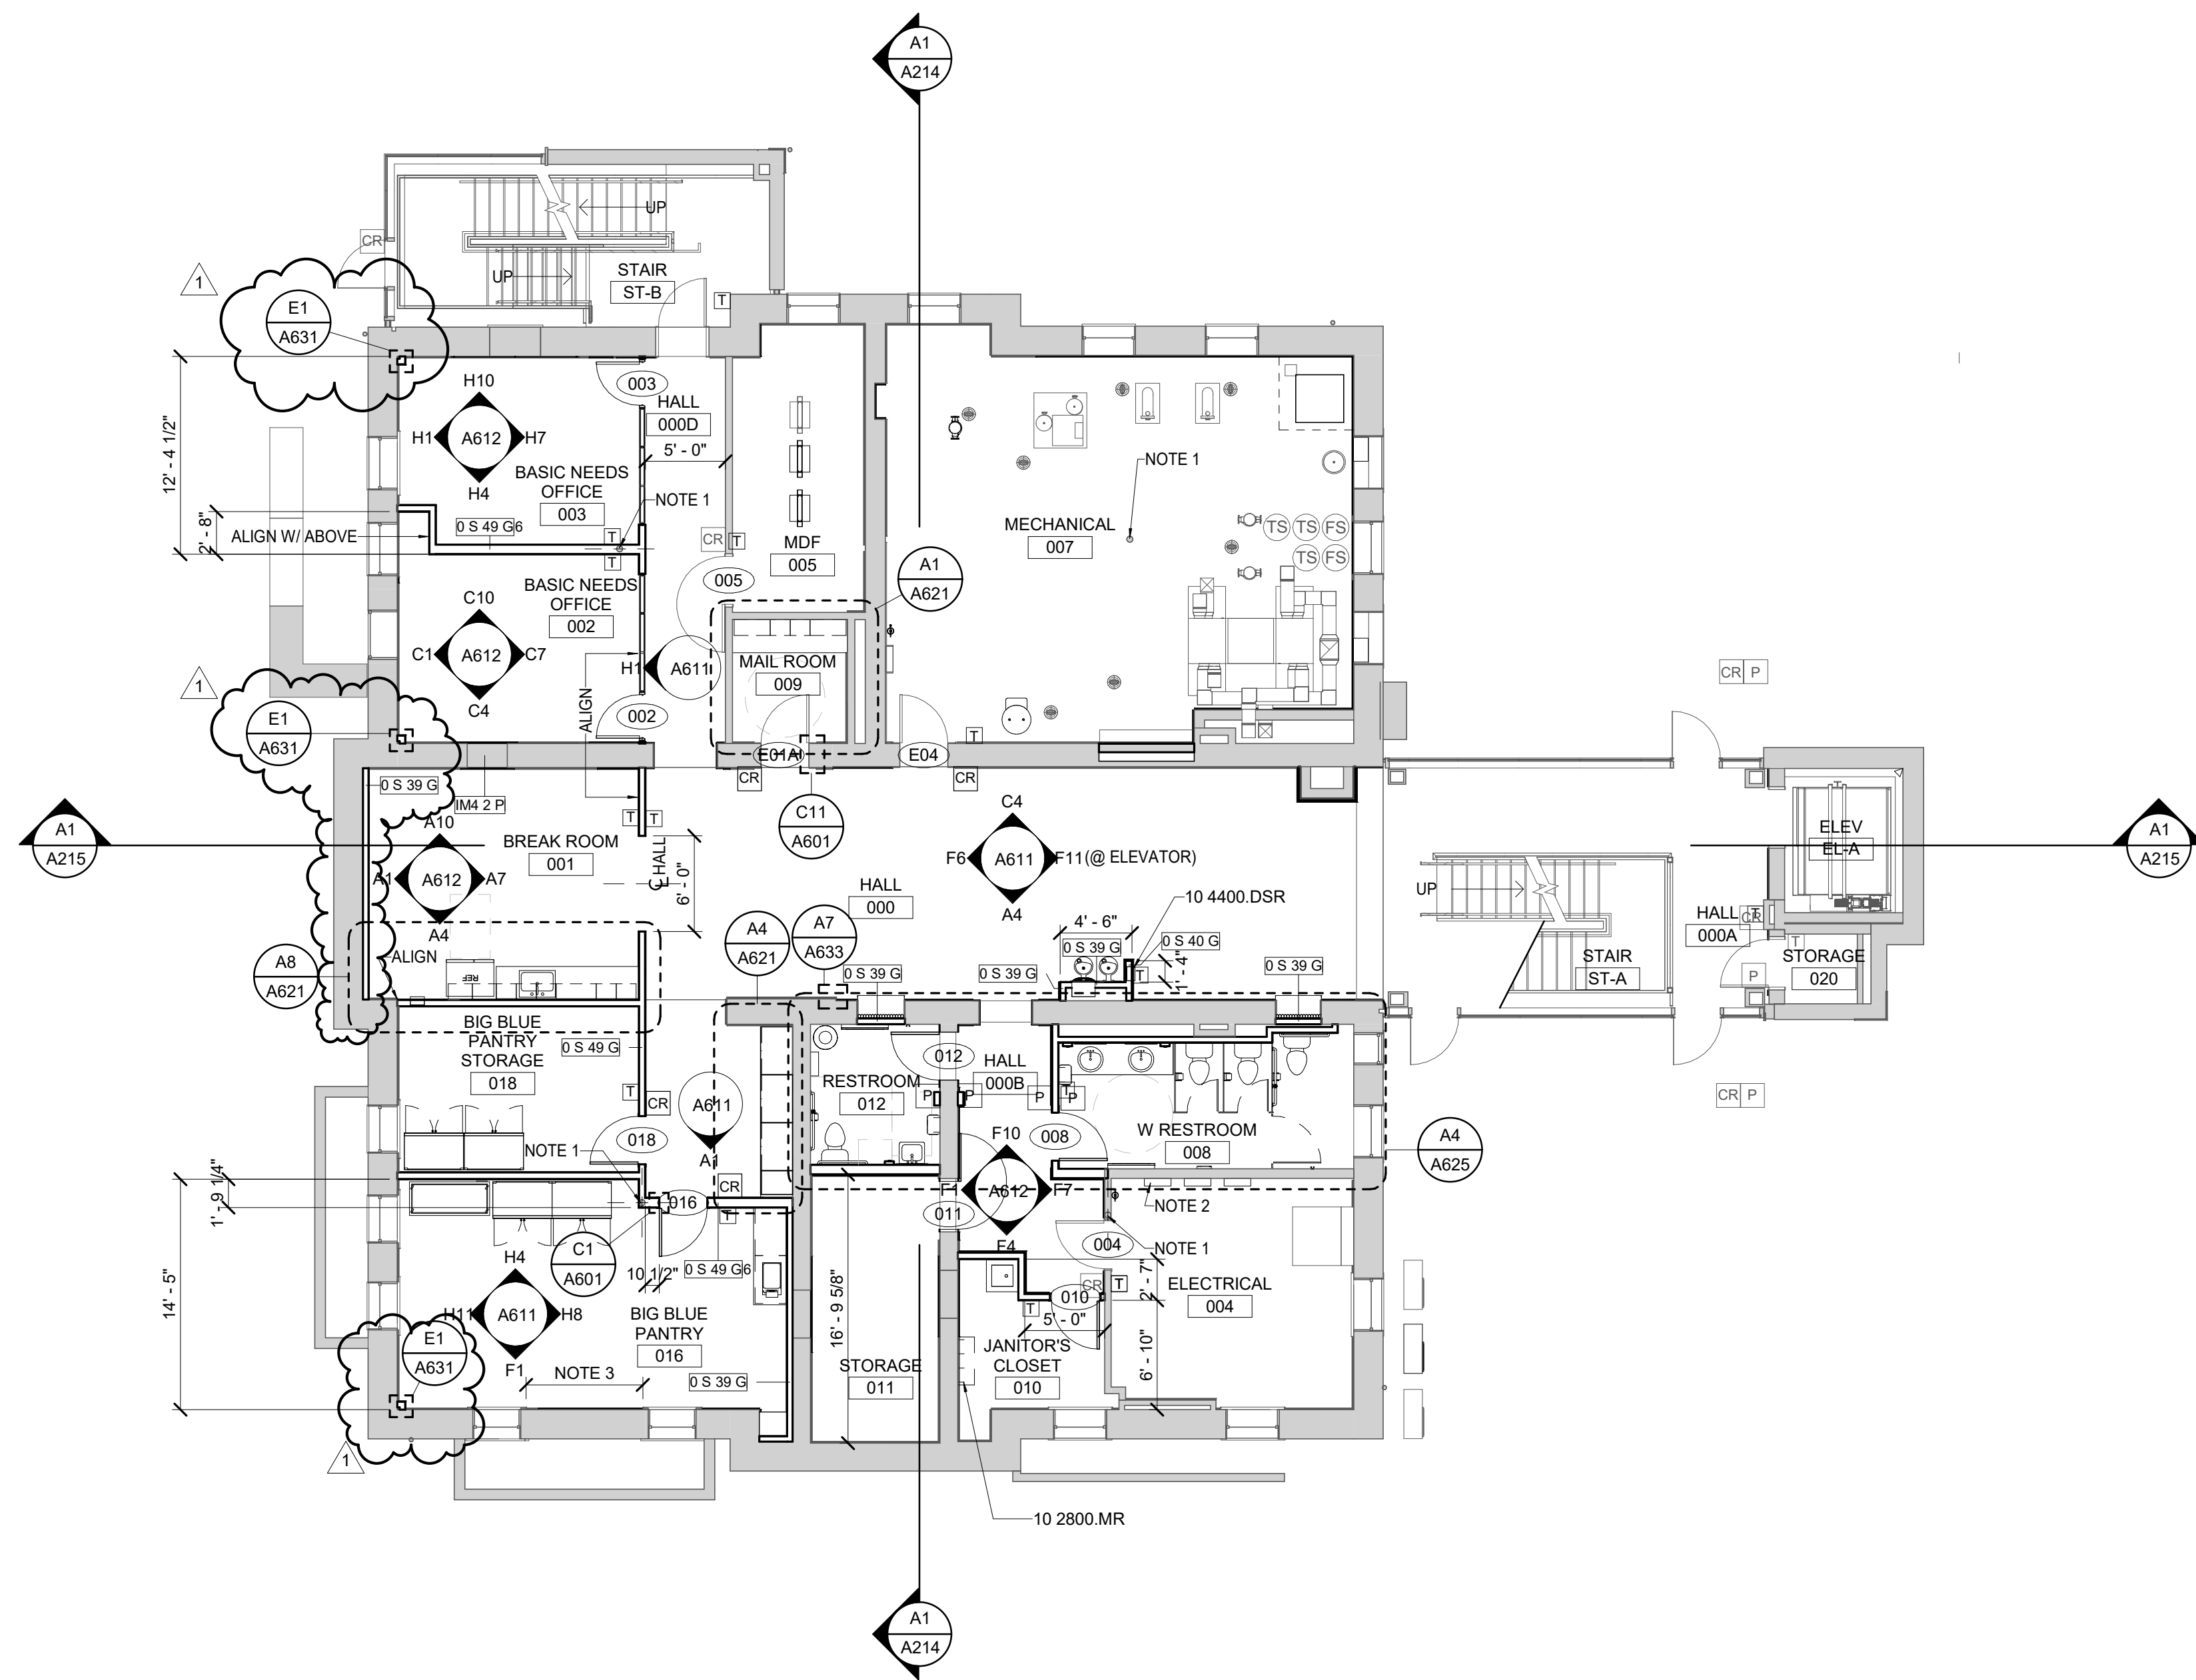 A1
A214
UP
UP
CR
STAIR
ST-B
T
1
E1
A631
003
H10
HALL
000D
H1
A612
H7
5' - 0"
12' - 4 1/2"
BASIC NEEDS
OFFICE
003
H4
NOTE 1
NOTE 1
2' - 8"
ALIGN W/ ABOVE
0 S 49 G6
T
T
CR
T
MDF
005
MECHANICAL
007
TS
TS
FS
TS
FS
005
A1
A621
BASIC NEEDS
OFFICE
002
C10
C1
A612
C7
C4
H1
A611
MAIL ROOM
009
ALIGN
002
1
E1
A631
E01A
E04
T
CR
CR
CR
P
0 S 39 G
IM4 2 P
T
T
C11
A601
A1
A215
A10
A1
A612
A7
A4
BREAK ROOM
001
CL HALL
6' - 0"
C4
F6
A611
F11(@ ELEVATOR)
A4
HALL
000
10 4400.DSR
4' - 6"
0 S 39 G
0 S 40 G
1' - 4"
T
0 S 39 G
0 S 39 G
0 S 39 G
A4
A621
A7
A633
A8
A621
ALIGN
REF
UP
STAIR
ST-A
HALL
000A
CR
T
ELEV
EL-A
A1
A215
T
P
STORAGE
020
CR
P
BIG BLUE
PANTRY
STORAGE
018
0 S 49 G
T
CR
018
A611
A1
NOTE 1
RESTROOM
012
012
P
P
HALL
000B
P
T
P
008
W RESTROOM
008
A4
A625
F10
F1
A612
F7
F4
011
NOTE 2
NOTE 1
004
1' - 9 1/4"
14' - 5"
016
CR
T
C1
A601
10 1/2"
0 S 49 G6
H4
H11
A611
H8
F1
BIG BLUE
PANTRY
016
NOTE 3
0 S 39 G
E1
A631
1
16' - 9 5/8"
STORAGE
011
JANITOR'S
CLOSET
010
T
010
CR
T
5' - 0"
2' - 7"
6' - 10"
ELECTRICAL
004
10 2800.MR
A1
A214